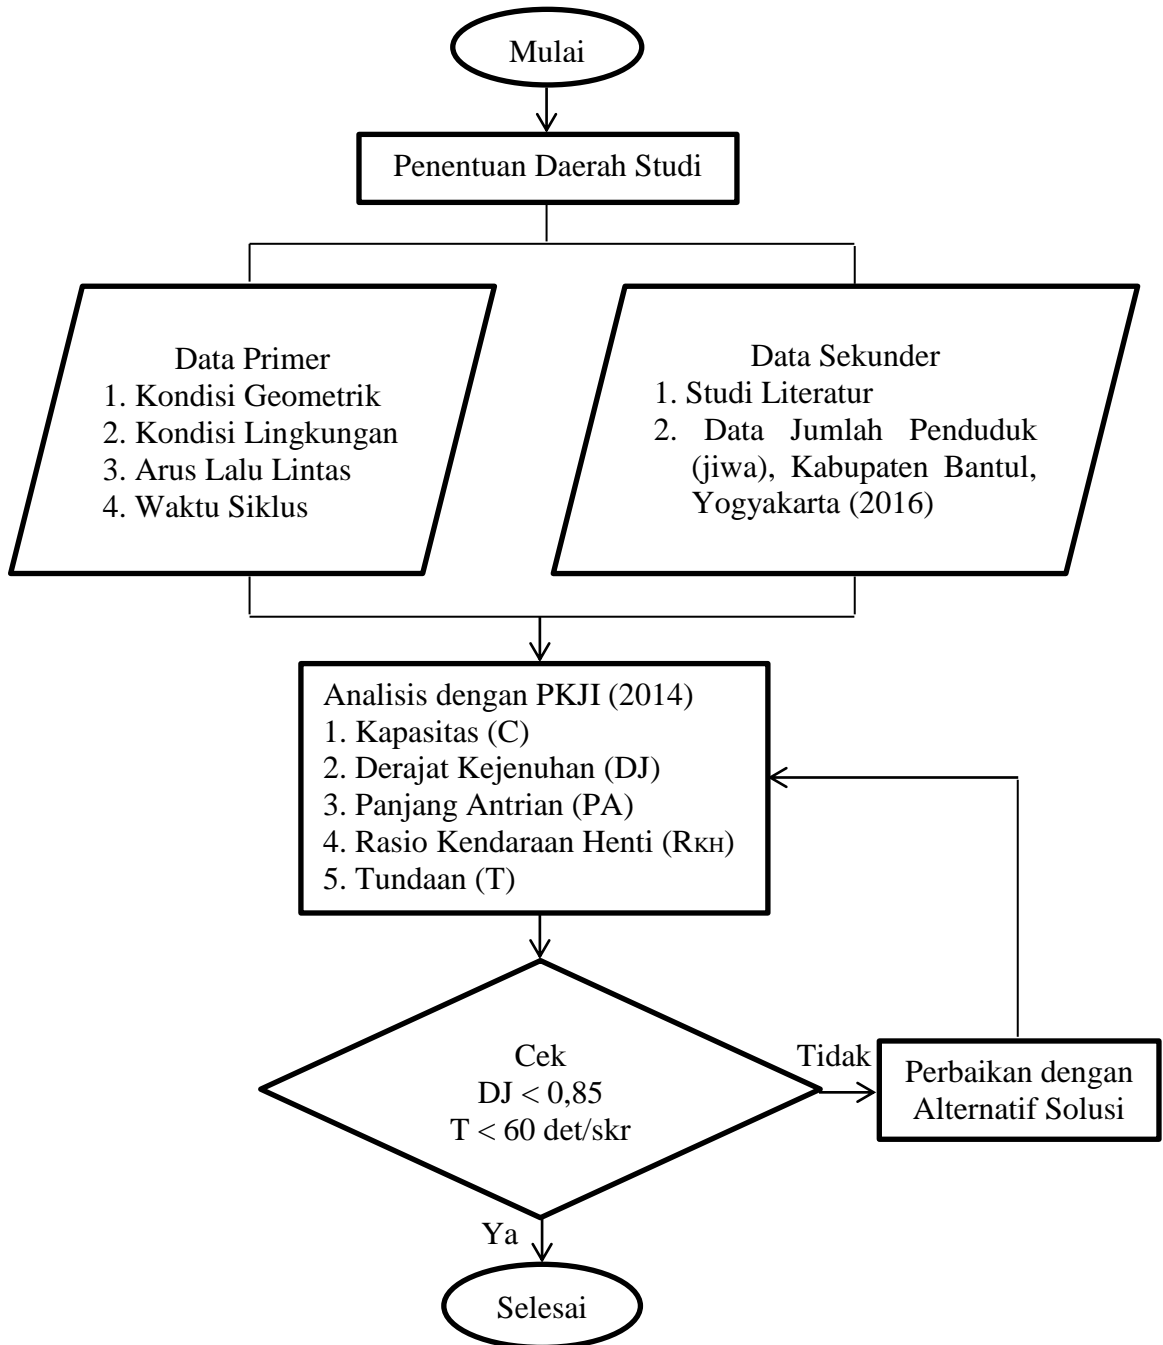 Mulai
Penentuan Daerah Studi
Data Primer
1. Kondisi Geometrik
2. Kondisi Lingkungan
3. Arus Lalu Lintas
4. Waktu Siklus
Data Sekunder
1. Studi Literatur
2. Data Jumlah Penduduk
(jiwa), Kabupaten Bantul,
Yogyakarta (2016)
Analisis dengan PKJI (2014)
1. Kapasitas (C)
2. Derajat Kejenuhan (DJ)
3. Panjang Antrian (PA)
4. Rasio Kendaraan Henti (RKH)
5. Tundaan (T)
Cek
DJ < 0,85
T < 60 det/skr
Tidak
Perbaikan dengan
Alternatif Solusi
Ya
Selesai